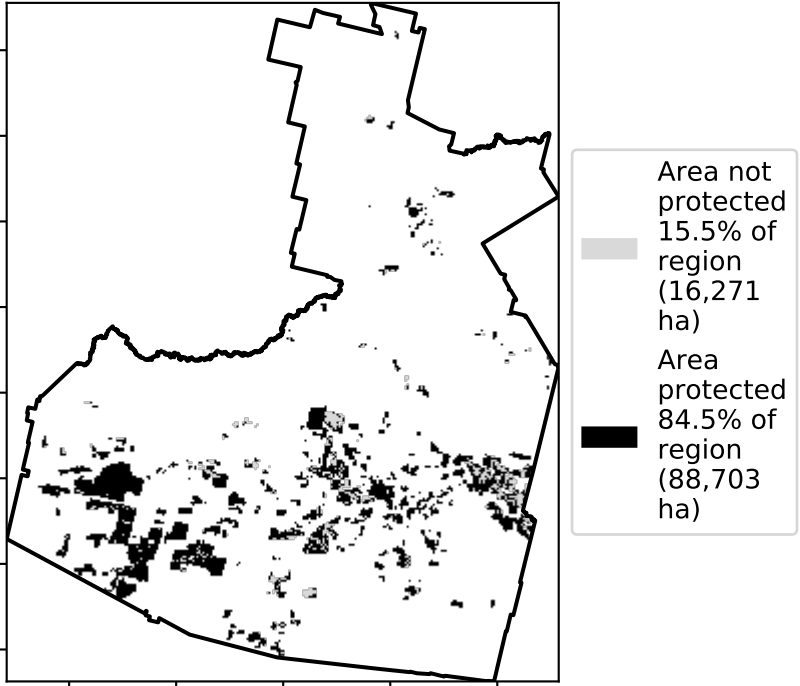 Area not
protected
15.5% of
region
(16,271
ha)
Area
protected
84.5% of
region
(88,703
ha)